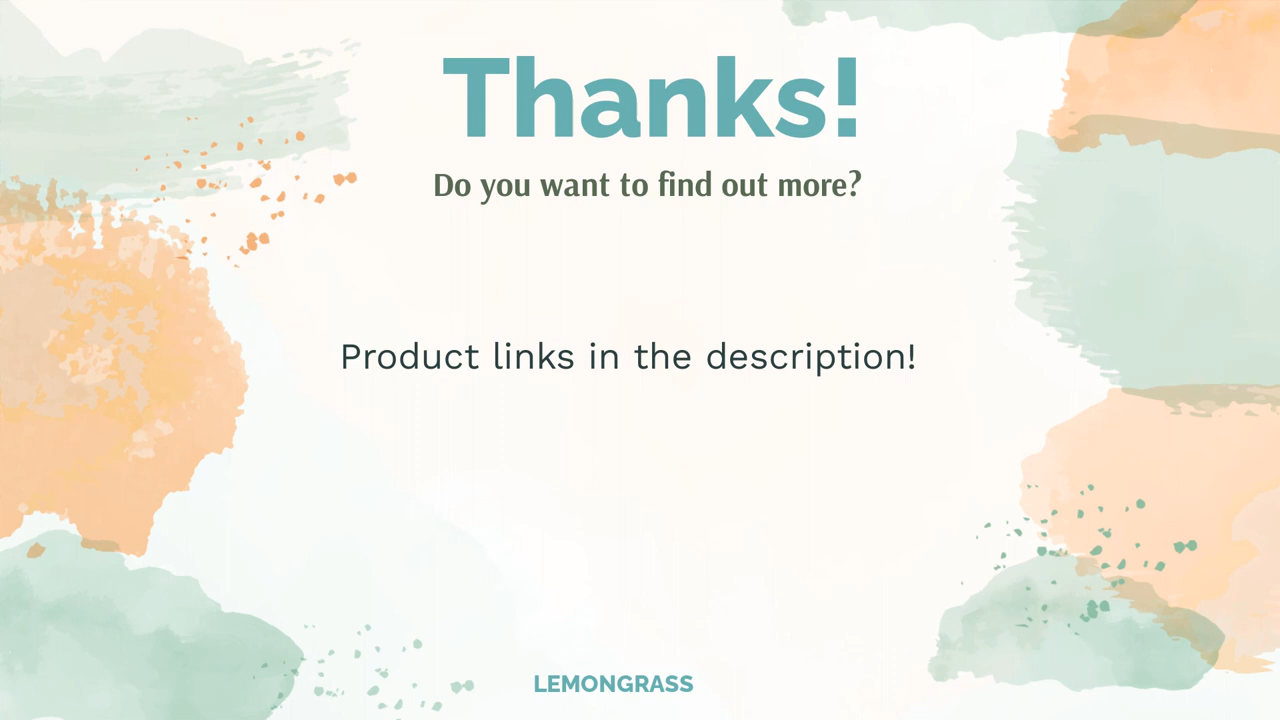 Thanks!
Do you want to find out more?
Product links in the description!
LEMONGRASS